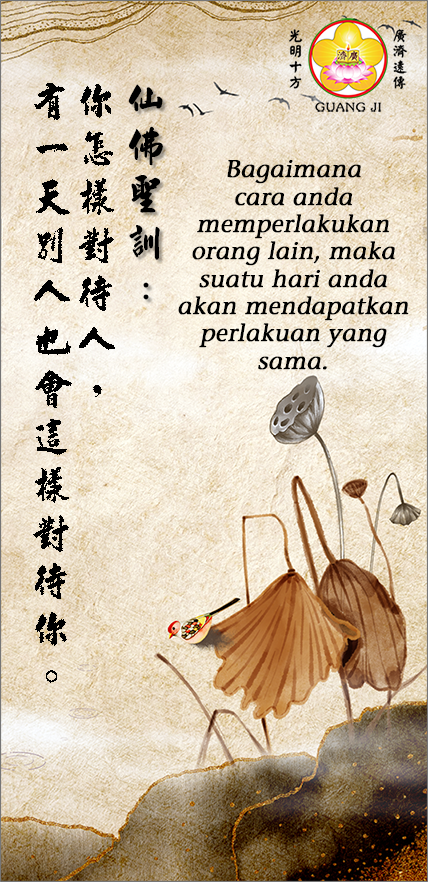 光明十方
廣濟遠傳
廣濟
GUANG JI
仙佛聖訓：
你怎樣對待人，
有一天別人也會這樣對待你。
Bagaimana
cara anda
memperlakukan
orang lain, maka
suatu hari anda
akan mendapatkan
perlakuan yang
sama.